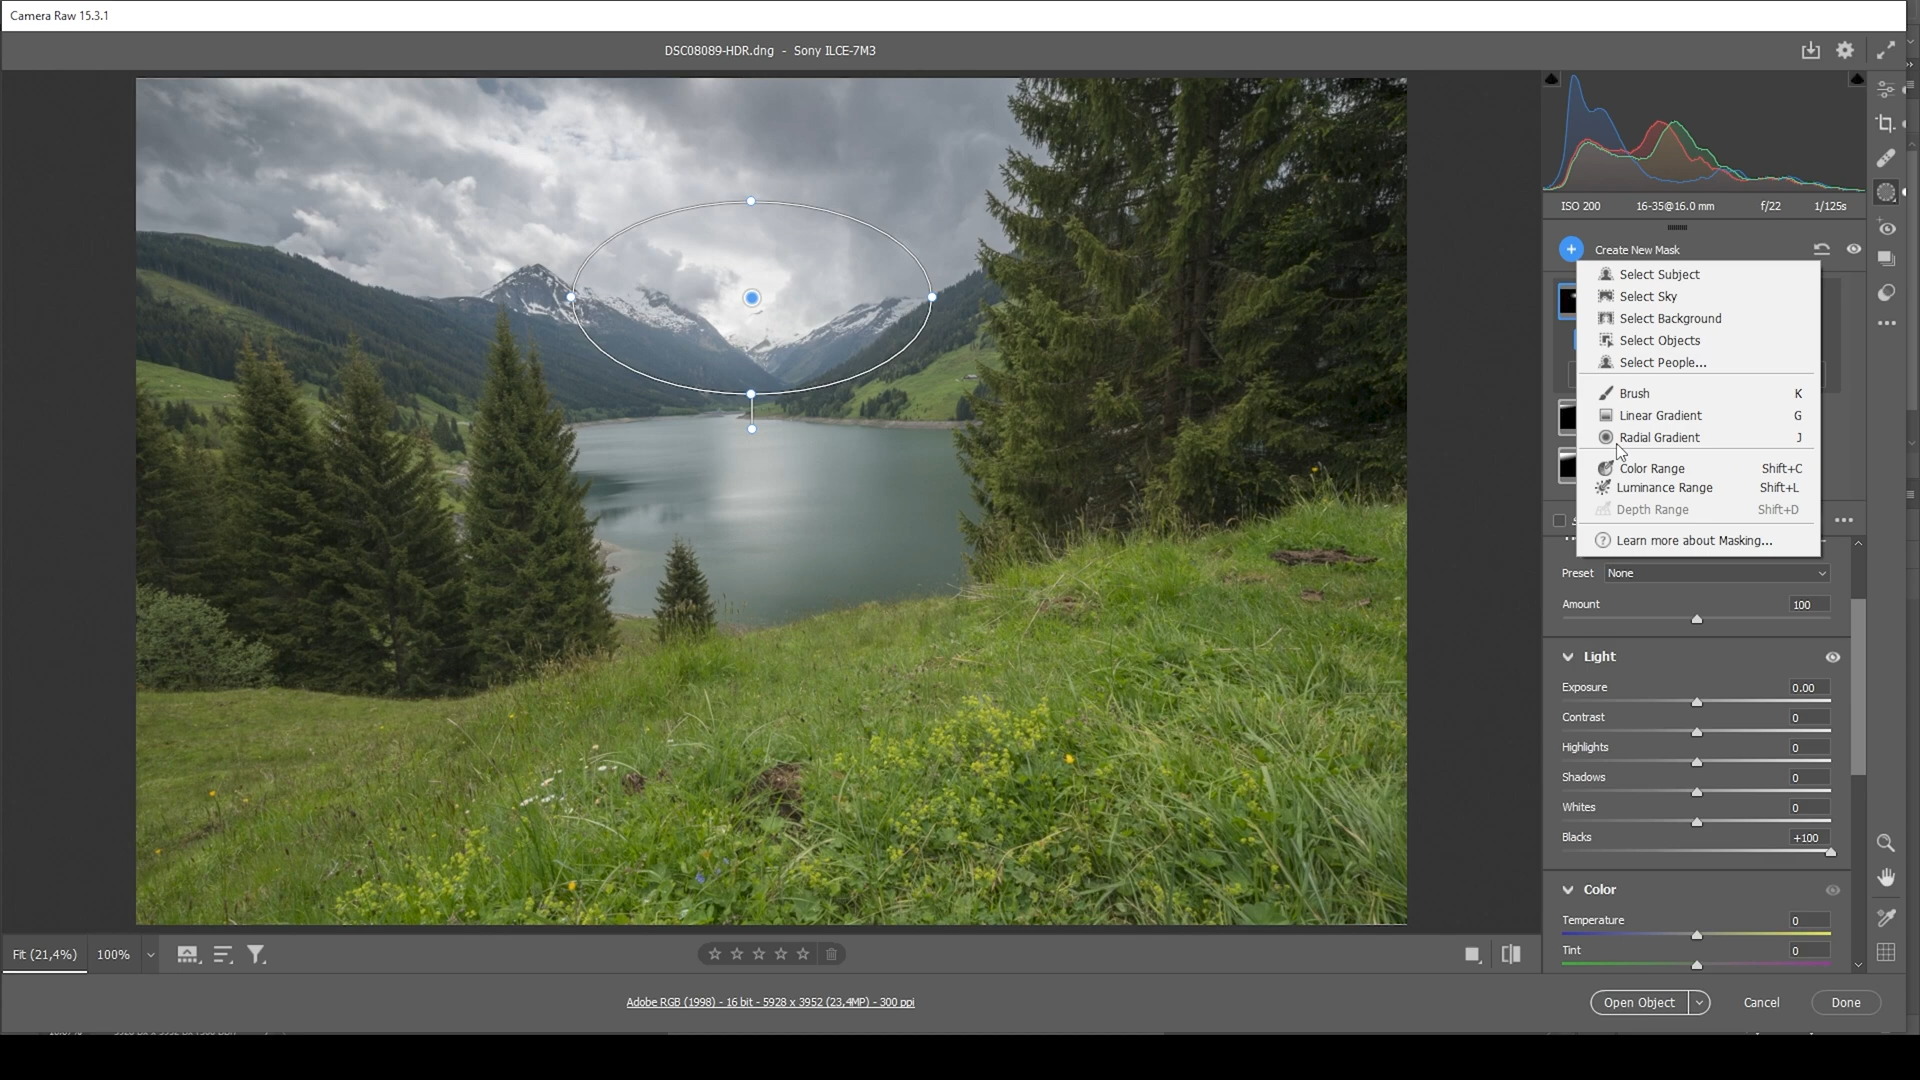 Camera Raw 15.3.1
DSC08089-HDR.dng - Sony ILCE-7M3
ISO 200 16-35@16.0 mm f/22 1/125s
Create New Mask
Select Subject
Select Sky
Select Background
Select Objects
Select People...
Brush K
Linear Gradient G
Radial Gradient J
Color Range Shift+C
Luminance Range Shift+L
Depth Range Shift+D
Learn more about Masking...
Preset None
Amount 100
Light
Exposure 0.00
Contrast 0
Highlights 0
Shadows 0
Whites 0
Blacks +100
Color
Temperature 0
Tint 0
Fit (21,4%) 100%
Adobe RGB (1998) - 16 bit - 5928 x 3952 (23,4MP) - 300 ppi
Open Object Cancel Done